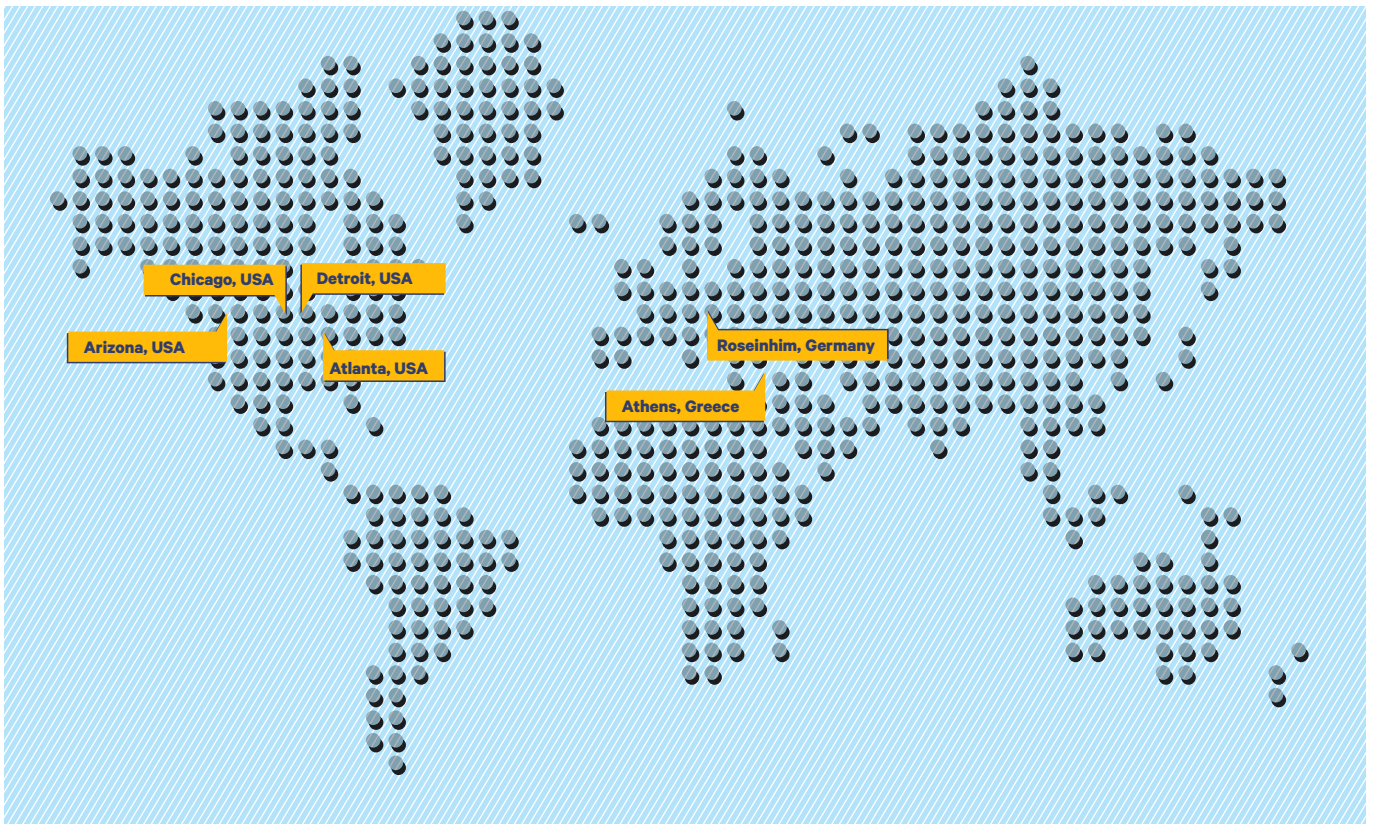 Chicago, USA
Detroit, USA
Arizona, USA
Atlanta, USA
Roseinhim, Germany
Athens, Greece